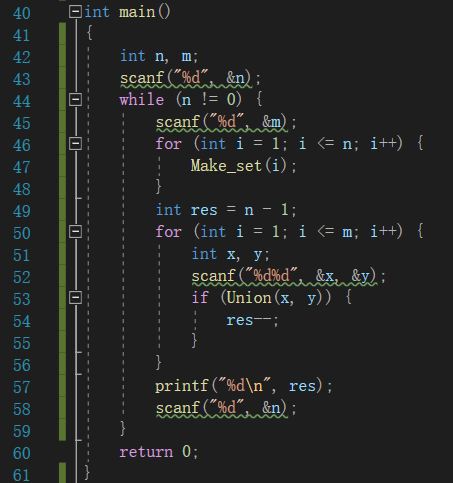 40 int main()
41 {
42 int n, m;
43 scanf("%d", &n);
44 while (n != 0) {
45 scanf("%d", &m);
46 for (int i = 1; i <= n; i++) {
47 Make_set(i);
48 }
49 int res = n - 1;
50 for (int i = 1; i <= m; i++) {
51 int x, y;
52 scanf("%d%d", &x, &y);
53 if (Union(x, y)) {
54 res--;
55 }
56 }
57 printf("%d\n", res);
58 scanf("%d", &n);
59 }
60 return 0;
61 }